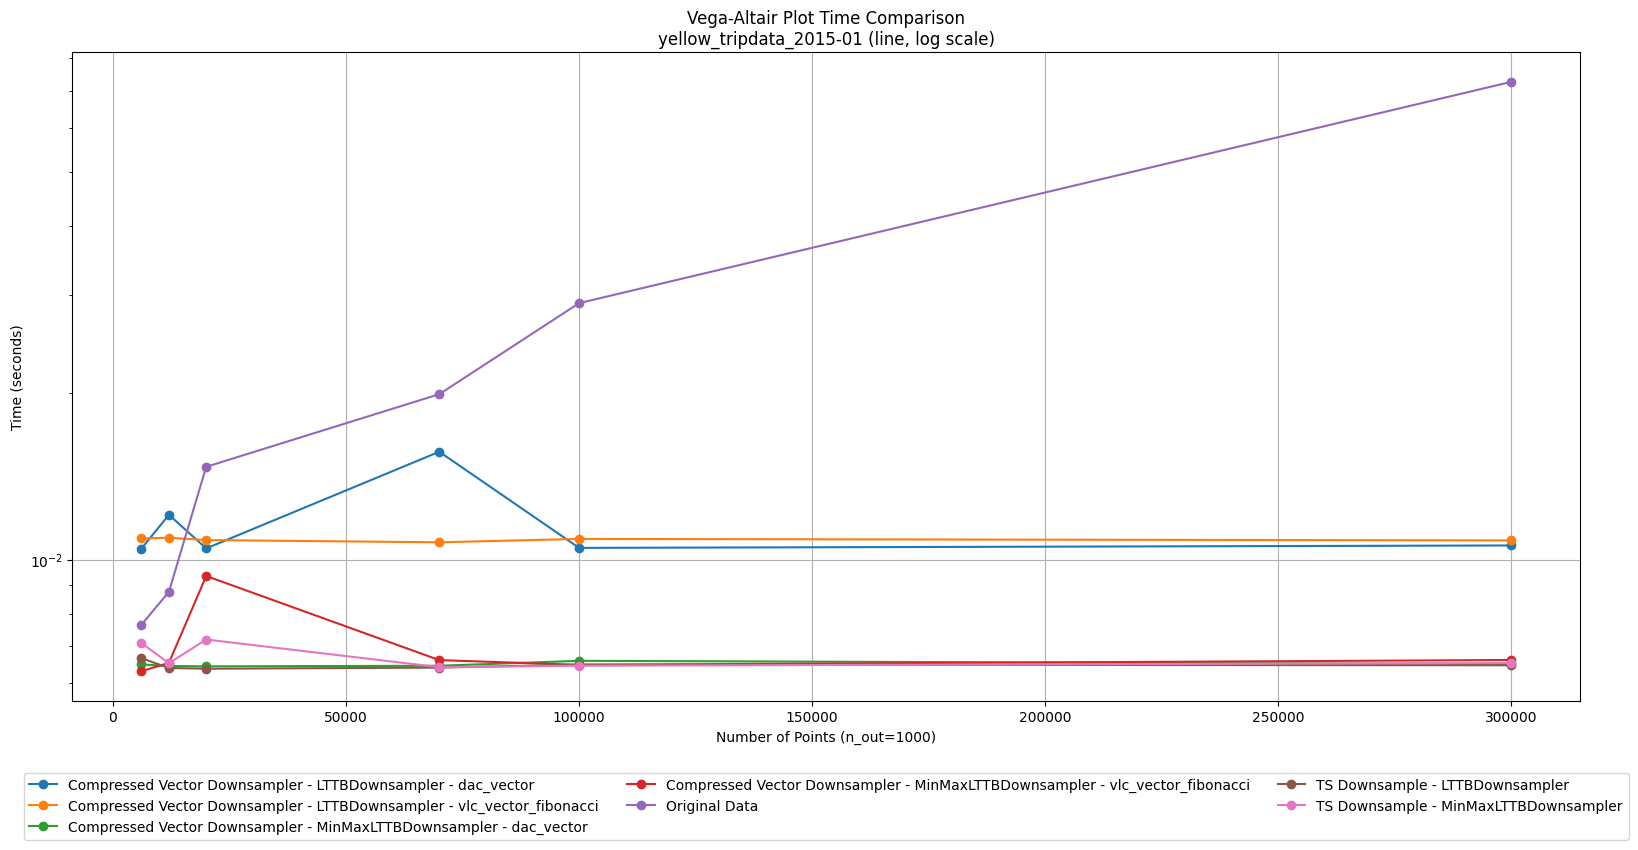 Vega-Altair Plot Time Comparison
yellow_tripdata_2015-01 (line, log scale)
Time (seconds)
10⁻²
0
50000
100000
150000
200000
250000
300000
Number of Points (n_out=1000)
Compressed Vector Downsampler - LTTBDownsampler - dac_vector
Compressed Vector Downsampler - LTTBDownsampler - vlc_vector_fibonacci
Compressed Vector Downsampler - MinMaxLTTBDownsampler - dac_vector
Compressed Vector Downsampler - MinMaxLTTBDownsampler - vlc_vector_fibonacci
Original Data
TS Downsample - LTTBDownsampler
TS Downsample - MinMaxLTTBDownsampler